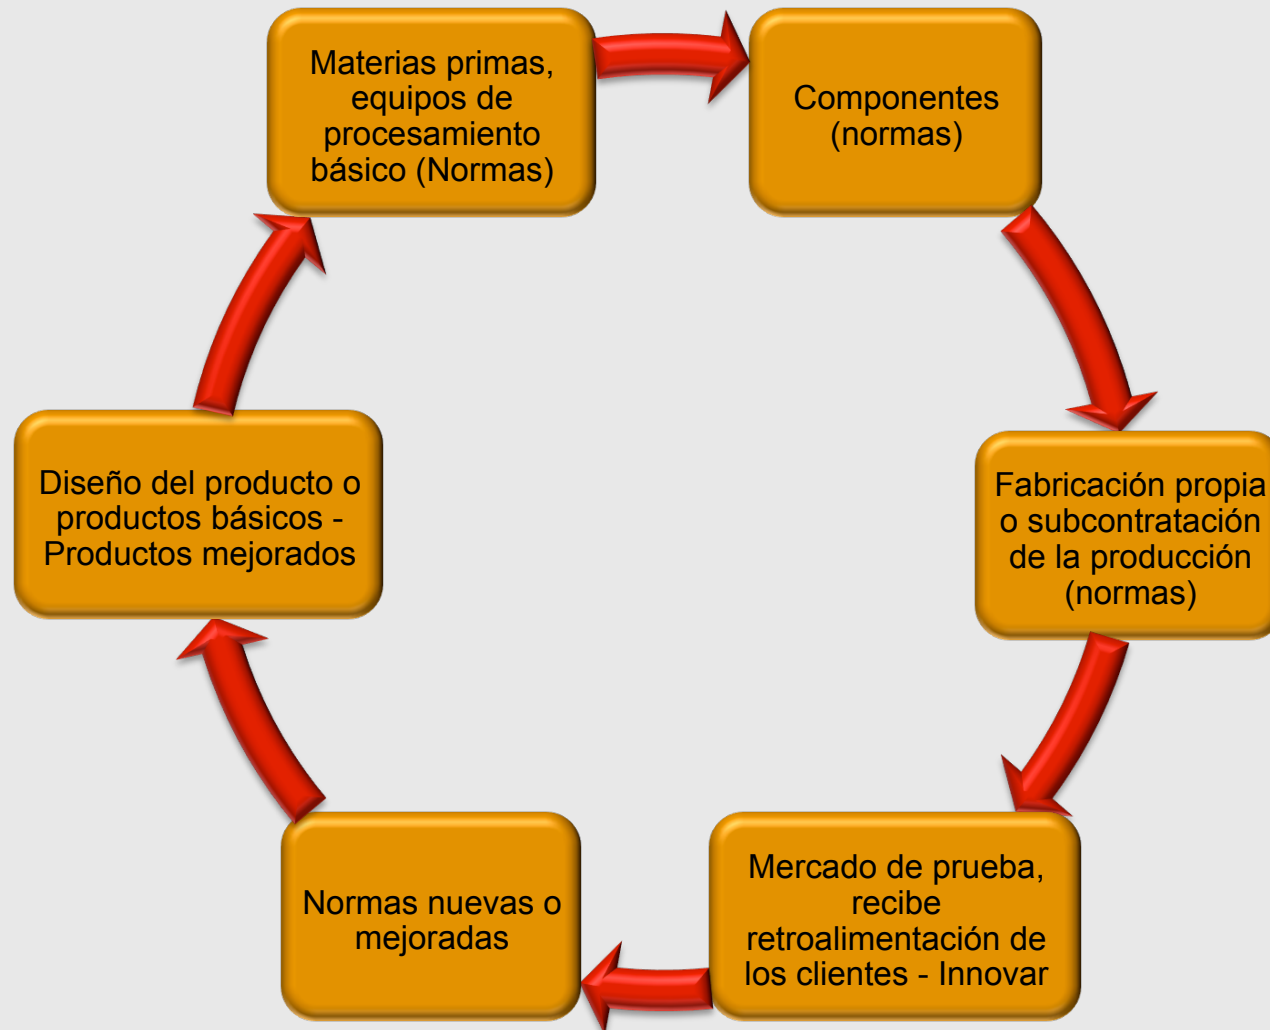 Materias primas,
equipos de
procesamiento
básico (Normas)
Componentes
(normas)
Fabricación propia
o subcontratación
de la producción
(normas)
Mercado de prueba,
recibe
retroalimentación de
los clientes - Innovar
Normas nuevas o
mejoradas
Diseño del producto o
productos básicos -
Productos mejorados